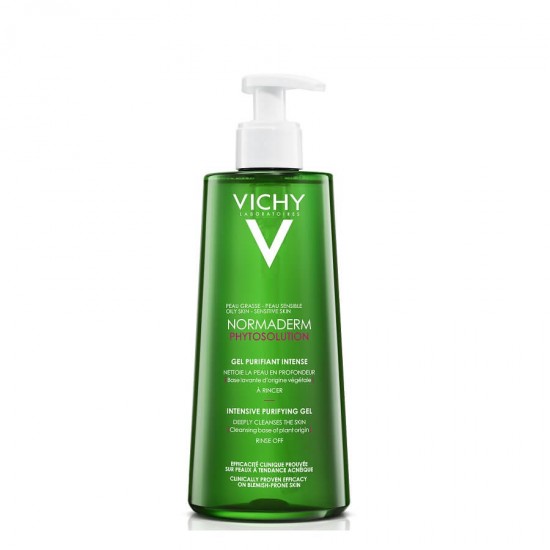 VICHY
LABORATOIRES
V
PEAU GRASSE - PEAU SENSIBLE
OILY SKIN - SENSITIVE SKIN
NORMADERM
PHYTOSOLUTION
GEL PURIFIANT INTENSE
NETTOIE LA PEAU EN PROFONDEUR
Base lavante d'origine végétale
À RINCER
INTENSIVE PURIFYING GEL
DEEPLY CLEANSES THE SKIN
Cleansing base of plant origin
RINSE OFF
EFFICACITÉ CLINIQUE PROUVÉE
SUR PEAUX À TENDANCE ACNÉIQUE
CLINICALLY PROVEN EFFICACY
ON BLEMISH-PRONE SKIN